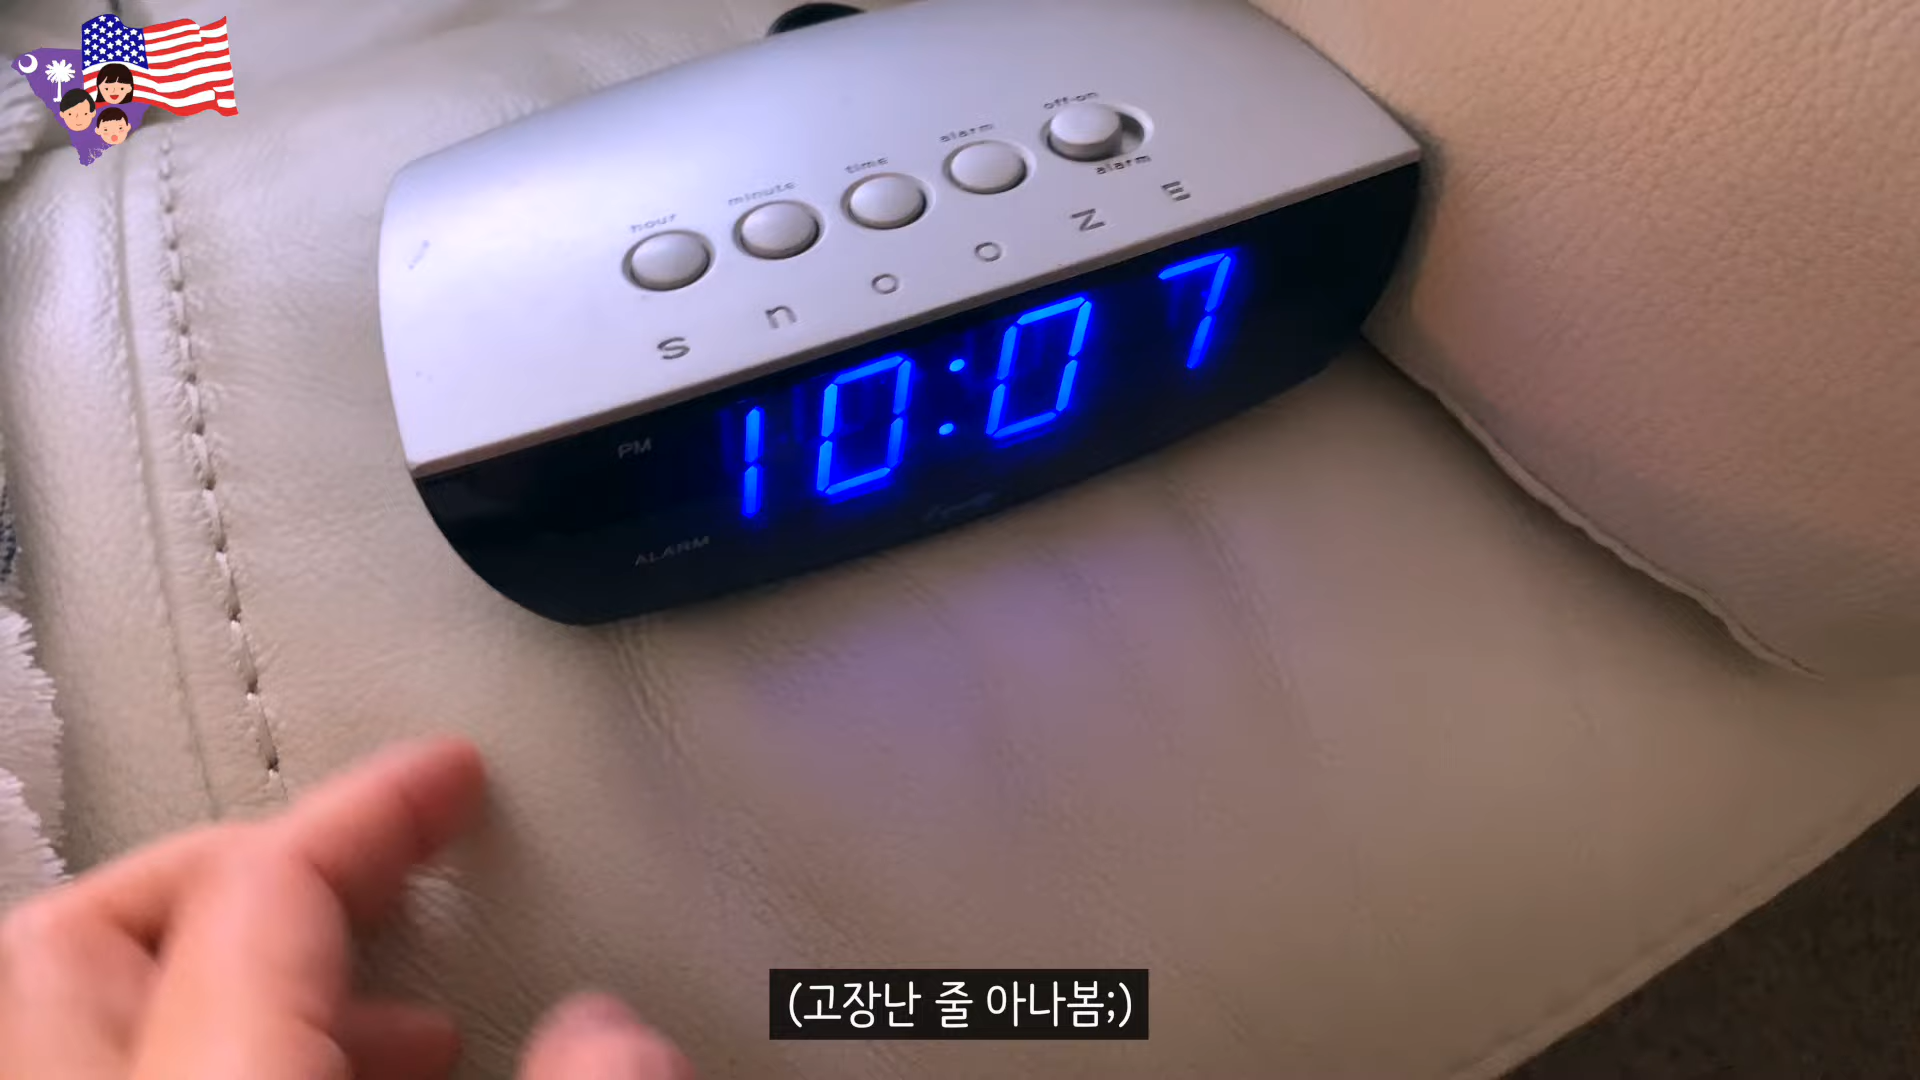 off·on
alarm
time
minute
hour
alarm
snooZE
10:07
PM
ALARM
(고장난 줄 아나봄;)